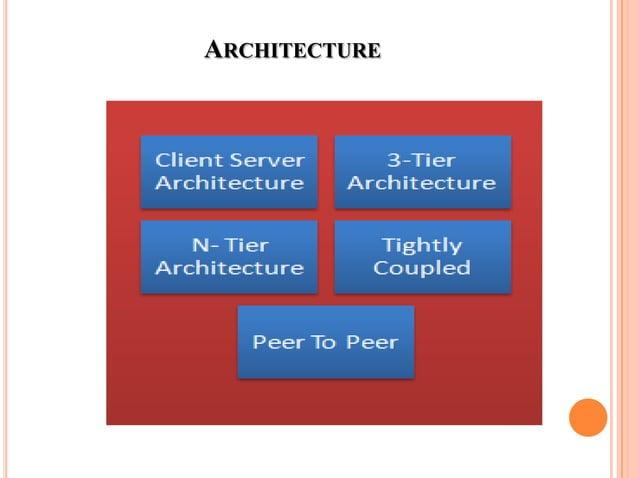 ARCHITECTURE
Client Server
Architecture
3-Tier
Architecture
N- Tier
Architecture
Tightly
Coupled
Peer To Peer